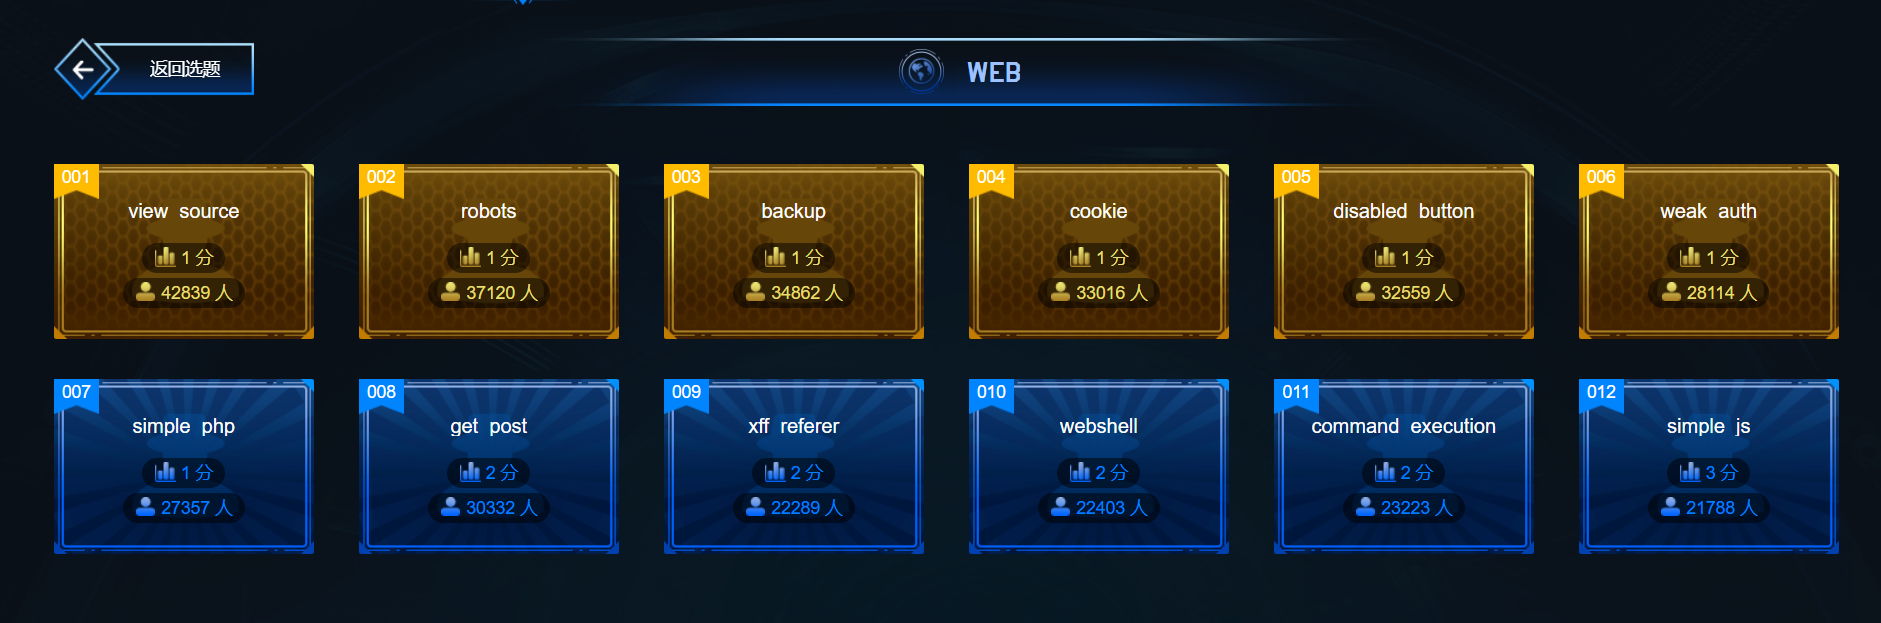 返回选题
WEB
001
view source
1 分
42839 人
002
robots
1 分
37120 人
003
backup
1 分
34862 人
004
cookie
1 分
33016 人
005
disabled button
1 分
32559 人
006
weak auth
1 分
28114 人
007
simple php
1 分
27357 人
008
get post
2 分
30332 人
009
xff referer
2 分
22289 人
010
webshell
2 分
22403 人
011
command execution
2 分
23223 人
012
simple js
3 分
21788 人